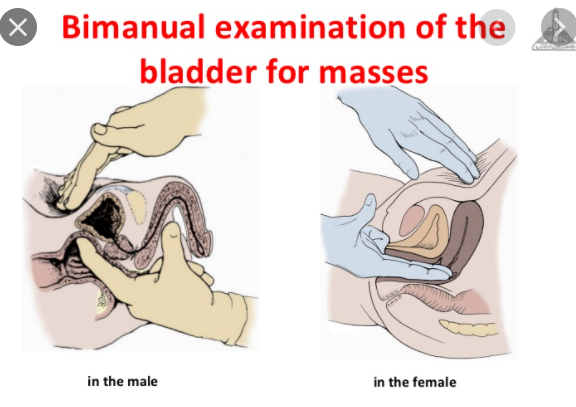 Bimanual examination of the
bladder for masses
in the male
in the female